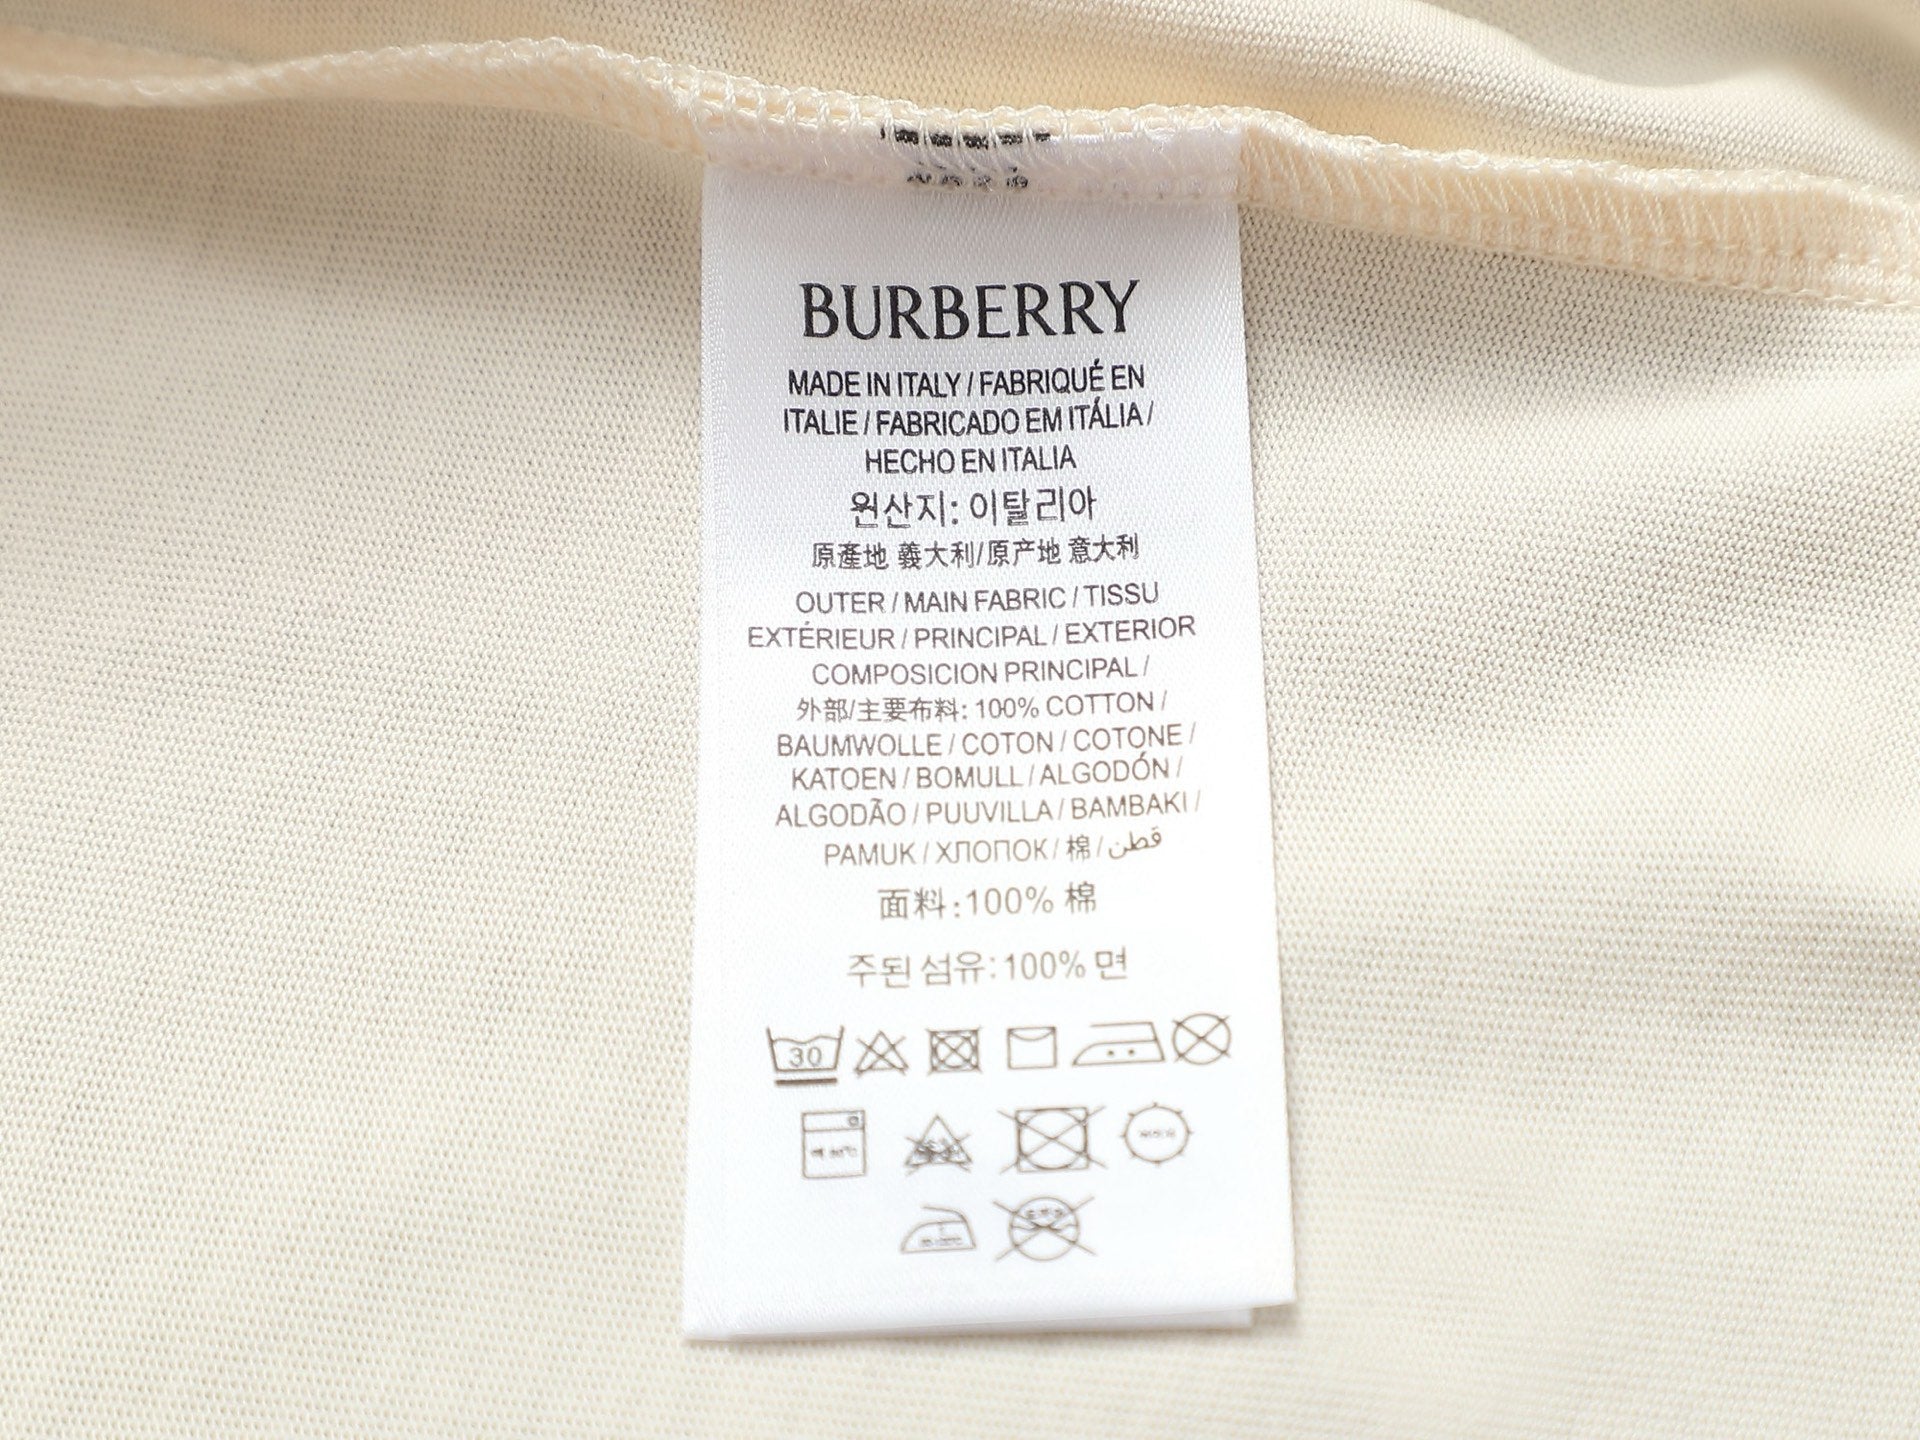 BURBERRY
MADE IN ITALY / FABRIQUÉ EN
ITALIE / FABRICADO EM ITÁLIA /
HECHO EN ITALIA
원산지: 이탈리아
原產地 義大利/原产地 意大利
OUTER / MAIN FABRIC / TISSU
EXTÉRIEUR / PRINCIPAL / EXTERIOR
COMPOSICION PRINCIPAL /
外部/主要布料: 100% COTTON /
BAUMWOLLE / COTON / COTONE /
KATOEN / BOMULL / ALGODÓN /
ALGODÃO / PUUVILLA / BAMBAKI /
PAMUK / ХЛОПОК / 棉 / قطن
面料:100% 棉
주된 섬유:100% 면
30